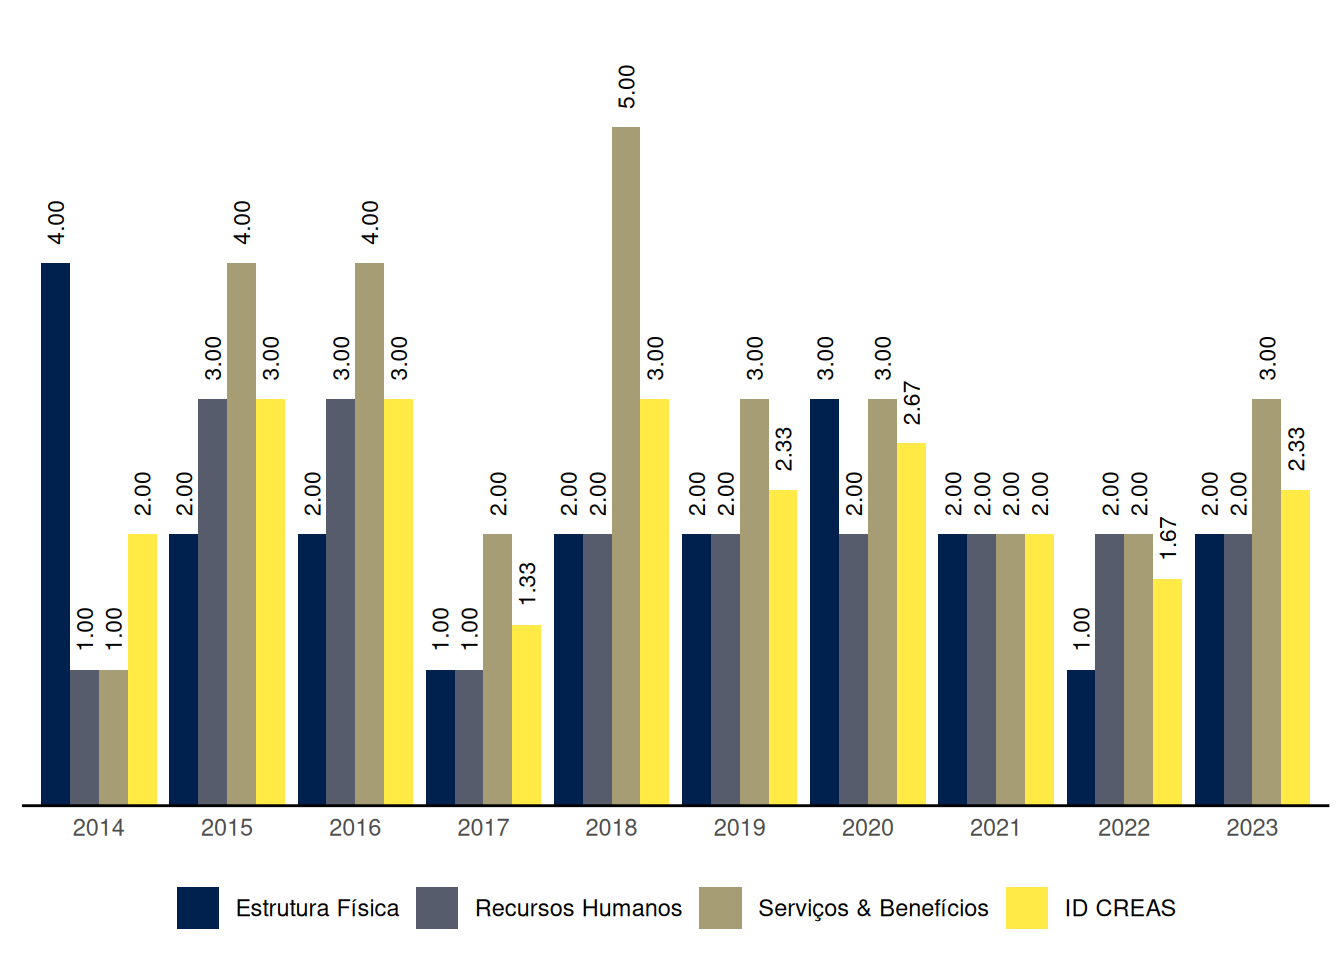 5.00
4.00 4.00 4.00
3.00 3.00 3.00 3.00 3.00 3.00 3.00 3.00 3.00
2.67
2.33 2.33
2.00 2.00 2.00 2.00 2.00 2.00 2.00 2.00 2.00 2.00 2.00 2.00 2.00 2.00 2.00 2.00 2.00 2.00
1.67
1.33
1.00 1.00 1.00 1.00 1.00
2014 2015 2016 2017 2018 2019 2020 2021 2022 2023
Estrutura Física Recursos Humanos Serviços & Benefícios ID CREAS